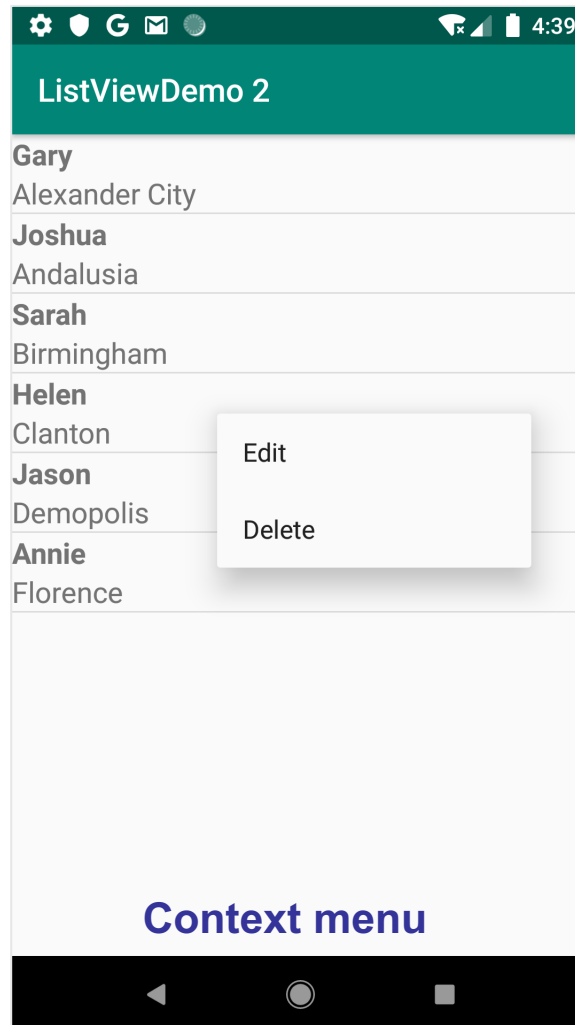 G 4:39
ListViewDemo 2
Gary
Alexander City
Joshua
Andalusia
Sarah
Birmingham
Helen
Clanton
Edit
Jason
Demopolis
Delete
Annie
Florence
Context menu